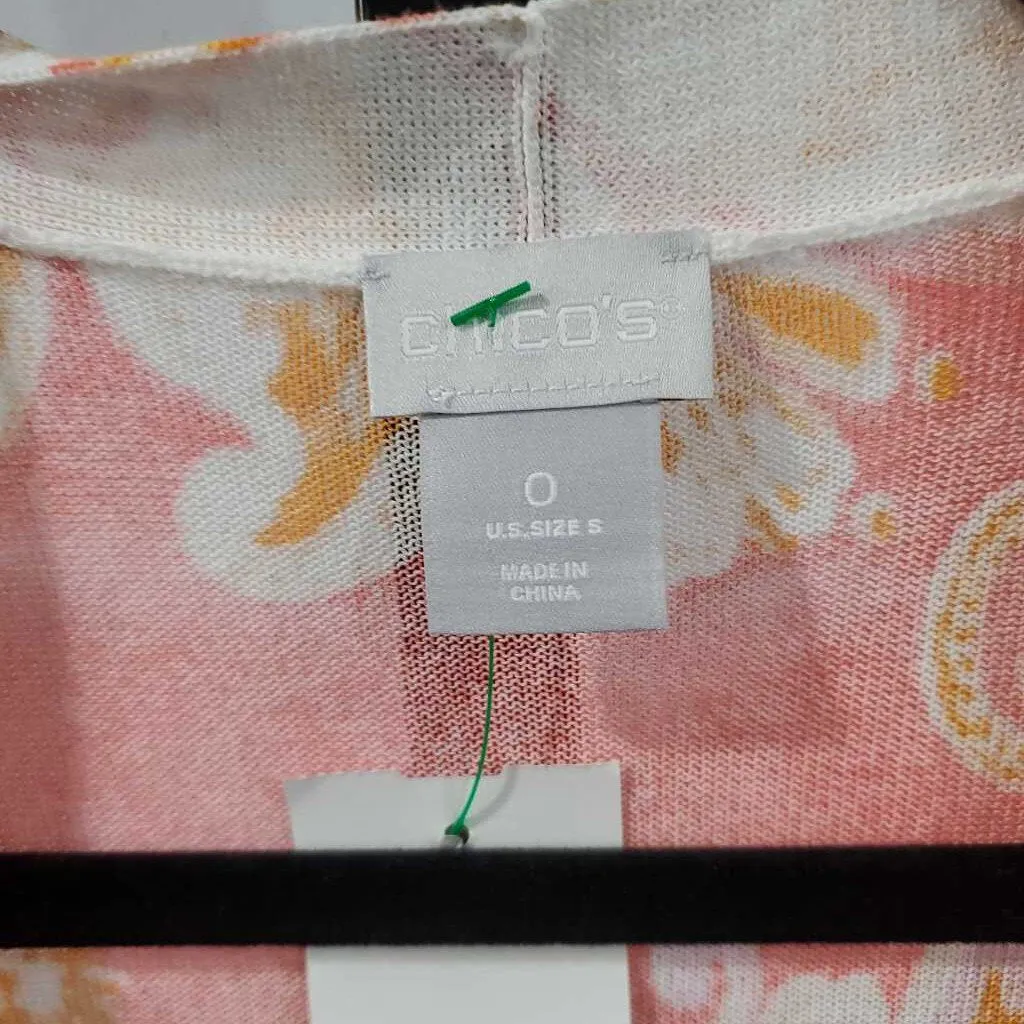 CHICO'S®
0
U.S. SIZE S
MADE IN
CHINA